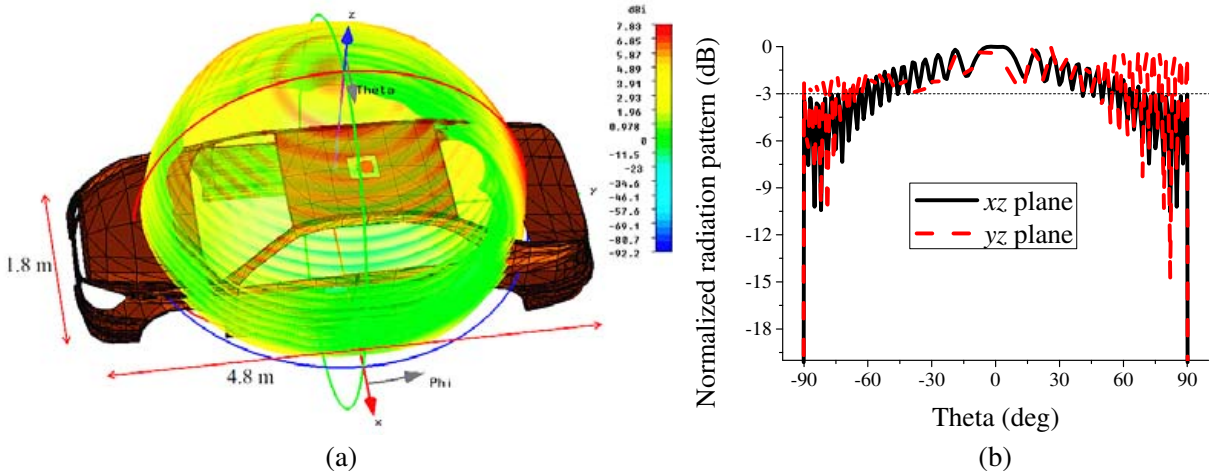 z
Theta
y
x
Phi
1.8 m
4.8 m
dBi
7.83
6.85
5.87
4.89
3.91
2.93
1.96
0.978
0
-11.5
-23
-34.6
-46.1
-57.6
-69.1
-80.7
-92.2
(a)
Normalized radiation pattern (dB)
0
-3
-6
-9
-12
-15
-18
xz plane
yz plane
-90
-60
-30
0
30
60
90
Theta (deg)
(b)